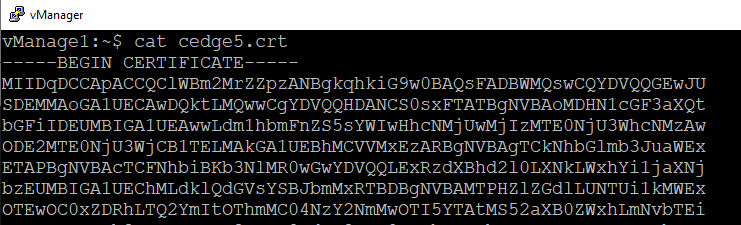 vManager
vManage1:~$ cat cedge5.crt
-----BEGIN CERTIFICATE-----
MIIDqDCCApACCQClWBm2MrZZpzANBgkqhkiG9w0BAQsFADBWMQswCQYDVQQGEwJU
SDEMMAoGA1UECAwDQktLMQwwCgYDVQQHDANCS0sxFTATBgNVBAoMDHN1cGF3aXQt
bGFiIDEUMBIGA1UEAwwLdm1hbmFnZS5sYWIwHhcNMjUwMjIzMTE0NjU3WhcNMzAw
ODE2MTE0NjU3WjCB1TELMAkGA1UEBhMCVVMxEzARBgNVBAgTCkNhbGlmb3JuaWEx
ETAPBgNVBAcTCFNhbiBKb3NlMR0wGwYDVQQLExRzdXBhd2l0LXNkLWxhYi1jaXNj
bzEUMBIGA1UEChMLdklQdGVsYSBJbmMxRTBDBgNVBAMTPHZlZGdlLUNTUi1kMWEx
OTEwOC0xZDRhLTQ2YmItOThmMC04NzY2NmMwOTI5YTAtMS52aXB0ZWxhLmNvbTEi